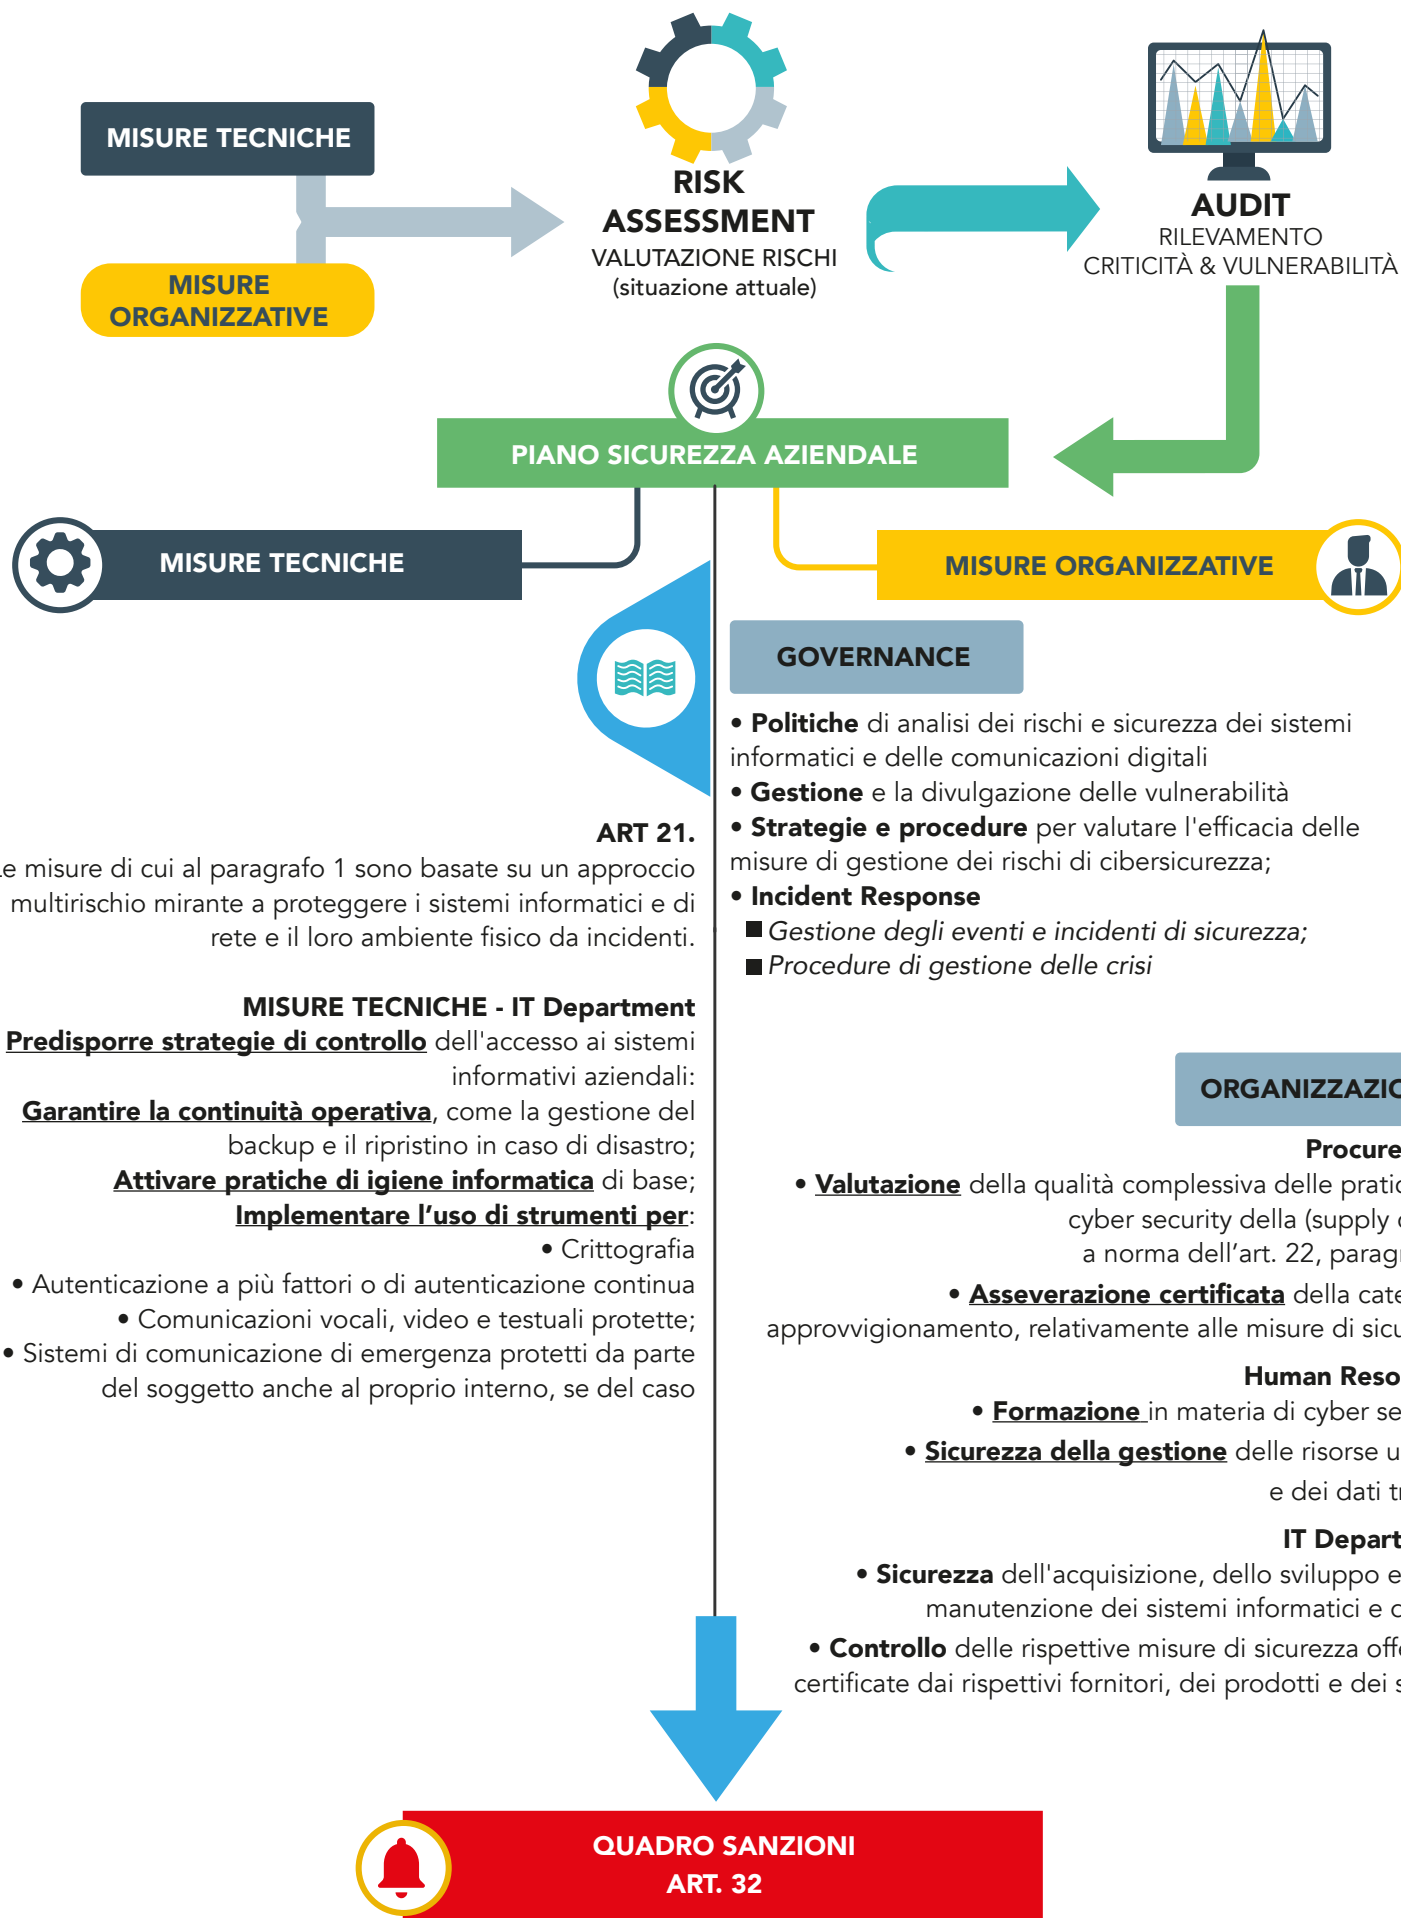 MISURE TECNICHE
MISURE
ORGANIZZATIVE
RISK
ASSESSMENT
VALUTAZIONE RISCHI
(situazione attuale)
AUDIT
RILEVAMENTO
CRITICITÀ & VULNERABILITÀ
PIANO SICUREZZA AZIENDALE
MISURE TECNICHE
MISURE ORGANIZZATIVE
ART 21.
Le misure di cui al paragrafo 1 sono basate su un approccio
multirischio mirante a proteggere i sistemi informatici e di
rete e il loro ambiente fisico da incidenti.
MISURE TECNICHE - IT Department
Predisporre strategie di controllo dell'accesso ai sistemi
informativi aziendali:
Garantire la continuità operativa, come la gestione del
backup e il ripristino in caso di disastro;
Attivare pratiche di igiene informatica di base;
Implementare l’uso di strumenti per:
• Crittografia
• Autenticazione a più fattori o di autenticazione continua
• Comunicazioni vocali, video e testuali protette;
• Sistemi di comunicazione di emergenza protetti da parte
del soggetto anche al proprio interno, se del caso
GOVERNANCE
• Politiche di analisi dei rischi e sicurezza dei sistemi
informatici e delle comunicazioni digitali
• Gestione e la divulgazione delle vulnerabilità
• Strategie e procedure per valutare l'efficacia delle
misure di gestione dei rischi di cibersicurezza;
• Incident Response
■ Gestione degli eventi e incidenti di sicurezza;
■ Procedure di gestione delle crisi
ORGANIZZAZIO
Procure
• Valutazione della qualità complessiva delle pratic
cyber security della (supply
a norma dell’art. 22, paragr
• Asseverazione certificata della cate
approvvigionamento, relativamente alle misure di sicu
Human Reso
• Formazione in materia di cyber se
• Sicurezza della gestione delle risorse u
e dei dati tr
IT Depart
• Sicurezza dell'acquisizione, dello sviluppo e
manutenzione dei sistemi informatici e
• Controllo delle rispettive misure di sicurezza offe
certificate dai rispettivi fornitori, dei prodotti e dei s
QUADRO SANZIONI
ART. 32